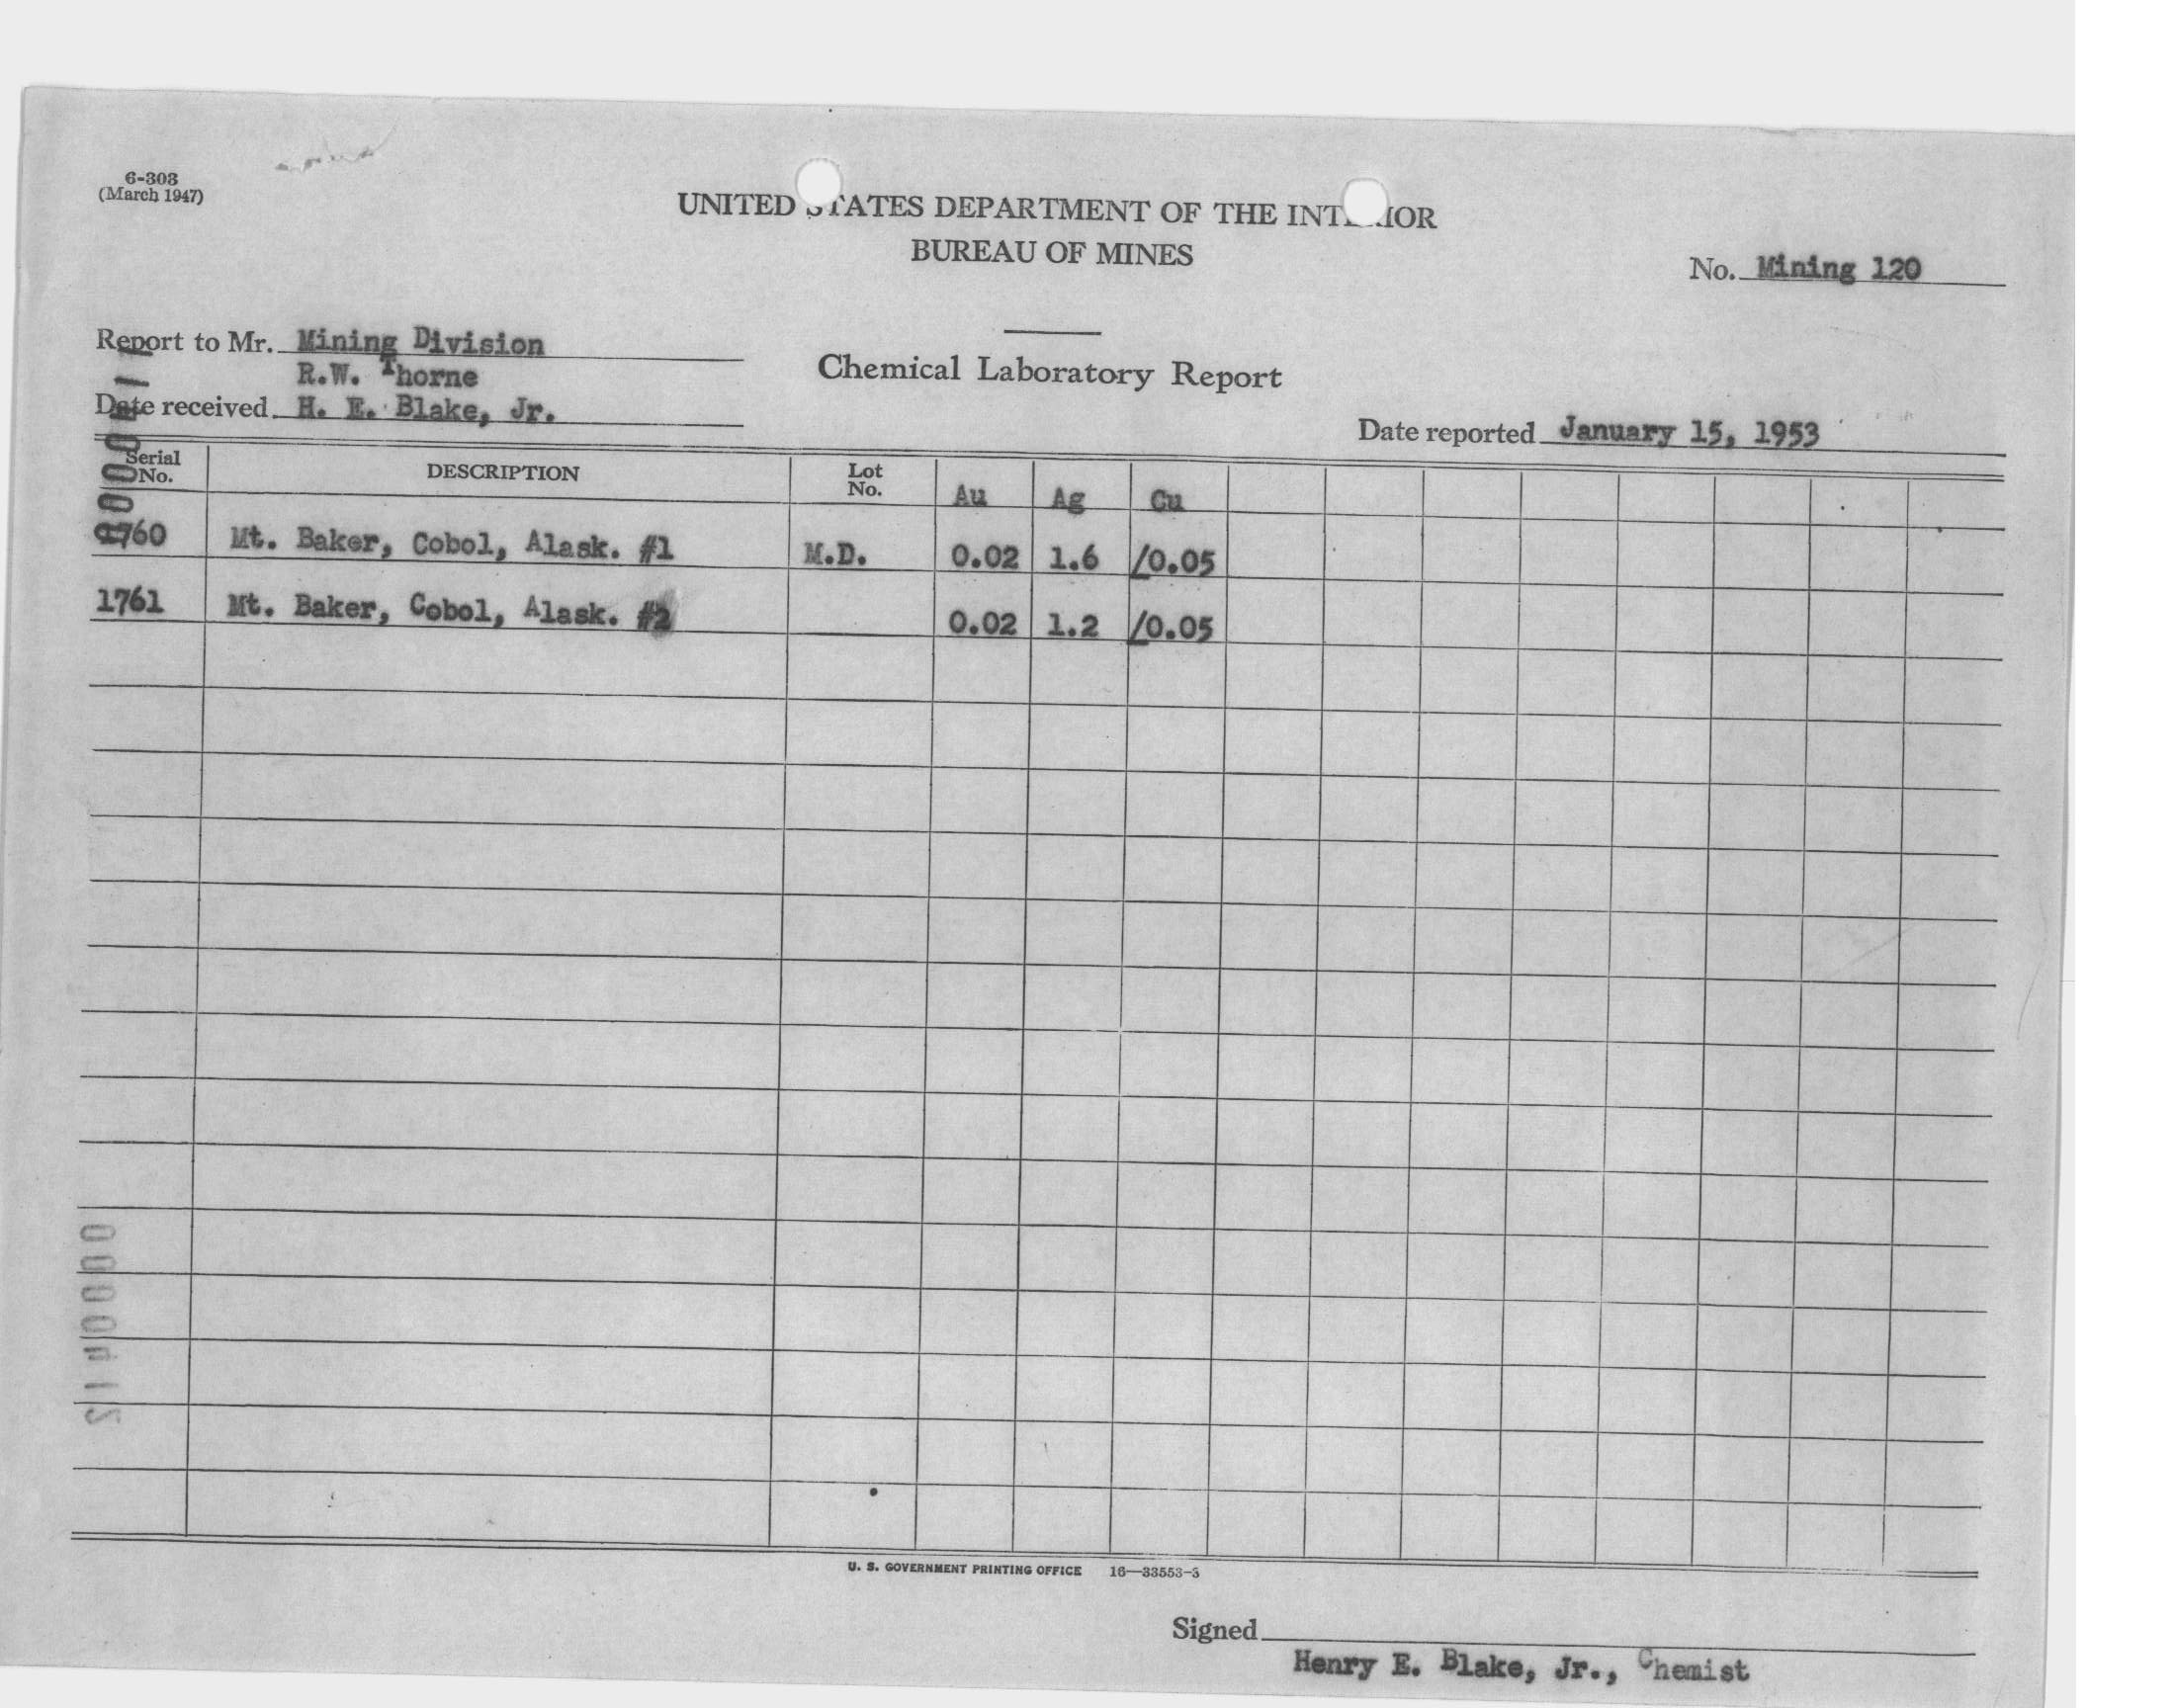 6-303
(March 1947)
UNITED STATES DEPARTMENT OF THE INTERIOR
BUREAU OF MINES
No. Mining 120
Report to Mr. Mining Division
R.W. Thorne
Chemical Laboratory Report
Date received H. E. Blake, Jr.
Date reported January 15, 1953
Serial No. DESCRIPTION Lot No. Au Ag Cu
1760 Mt. Baker, Cobol, Alask. #1 M.D. 0.02 1.6 /0.05
1761 Mt. Baker, Cobol, Alask. #2 0.02 1.2 /0.05
U. S. GOVERNMENT PRINTING OFFICE 16—33553-3
Signed
Henry E. Blake, Jr., Chemist